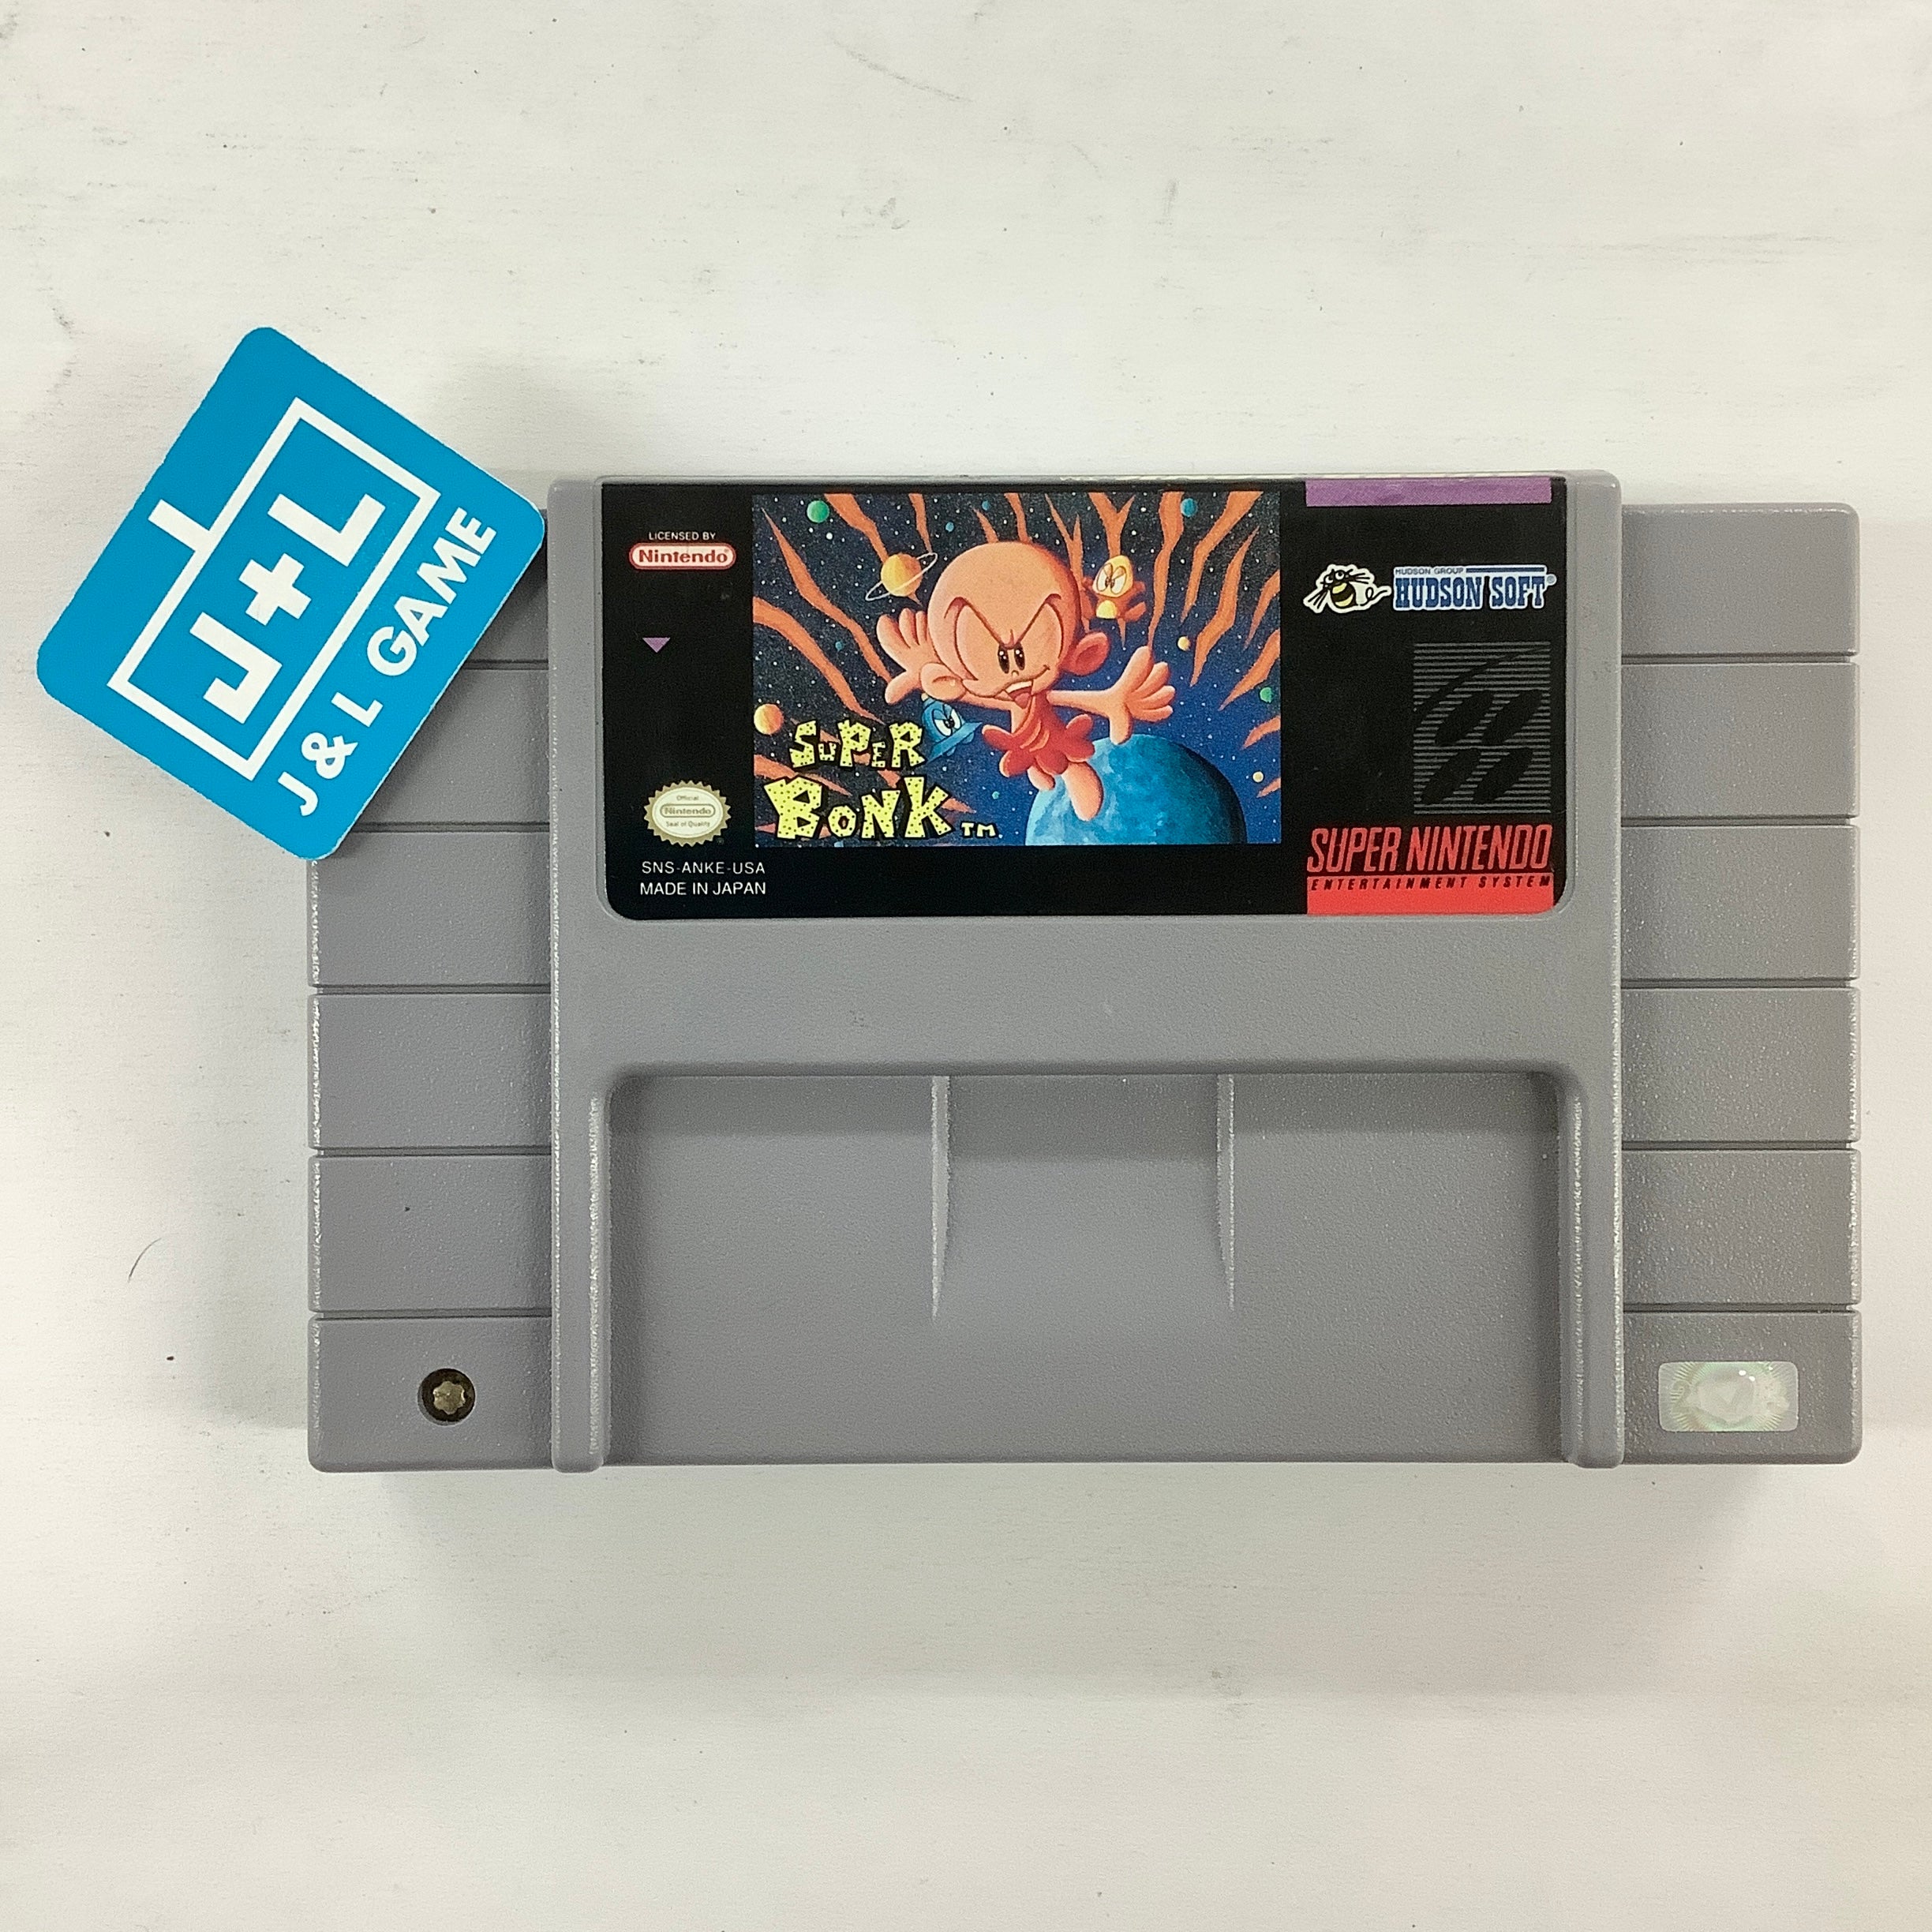 J+L
J & L GAME
LICENSED BY
Nintendo®
SUPER
BONK TM
Official
Nintendo
Seal of Quality
SNS-ANKE-USA
MADE IN JAPAN
HUDSON GROUP
HUDSON SOFT®
SUPER NINTENDO
ENTERTAINMENT SYSTEM